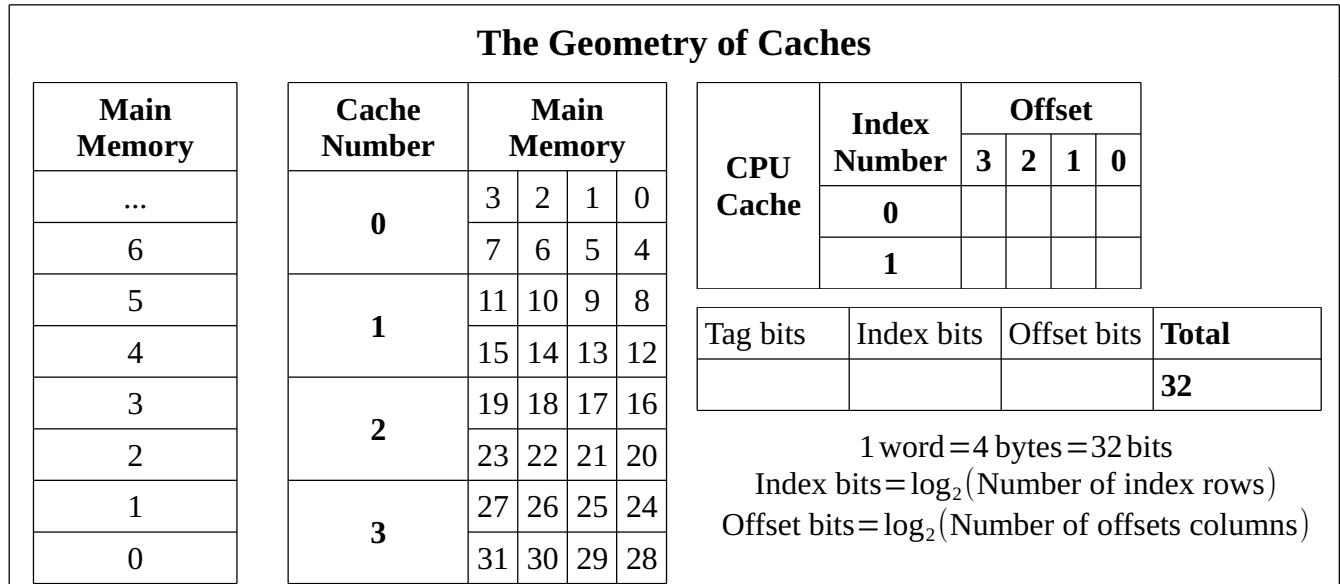 The Geometry of Caches
Main
Memory
...
6
5
4
3
2
1
0
Cache
Number
Main
Memory
0
3 2 1 0
7 6 5 4
1
11 10 9 8
15 14 13 12
2
19 18 17 16
23 22 21 20
3
27 26 25 24
31 30 29 28
CPU
Cache
Index
Number
Offset
3 2 1 0
0
1
Tag bits Index bits Offset bits Total
32
1 word=4 bytes=32 bits
Index bits=log₂(Number of index rows)
Offset bits=log₂(Number of offsets columns)